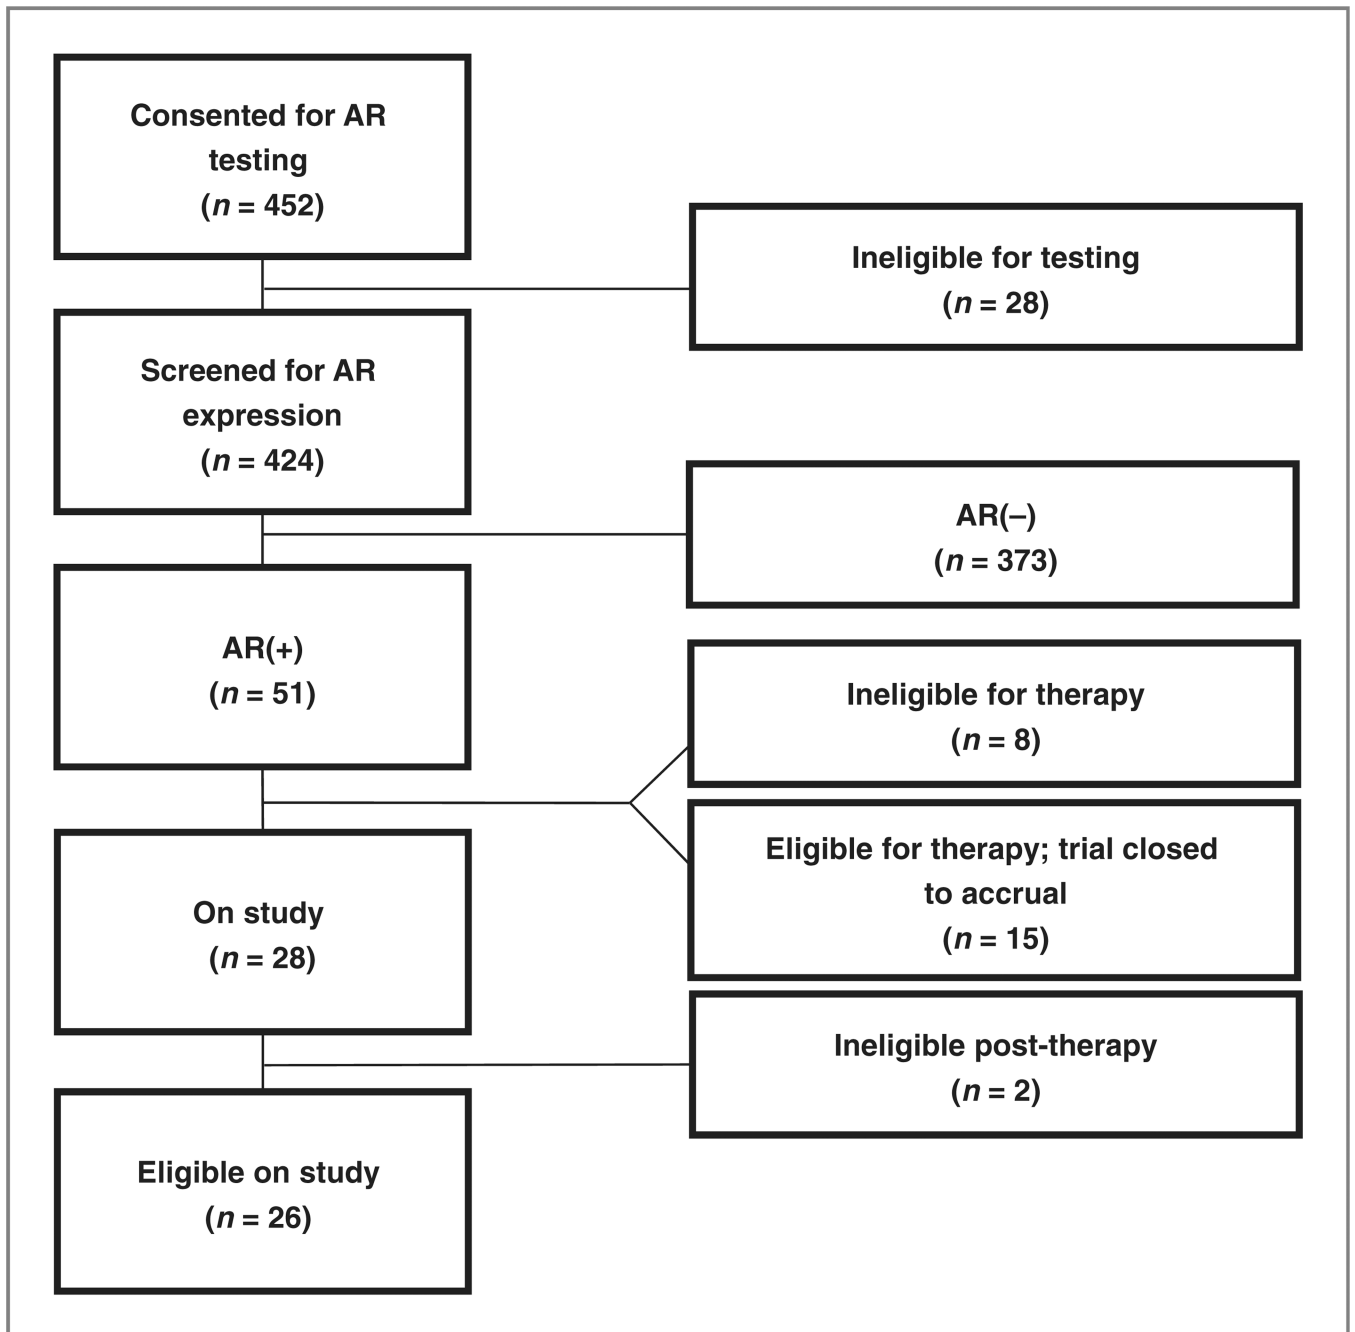 Consented for AR
testing
(n = 452)
Ineligible for testing
(n = 28)
Screened for AR
expression
(n = 424)
AR(–)
(n = 373)
AR(+)
(n = 51)
Ineligible for therapy
(n = 8)
Eligible for therapy; trial closed
to accrual
(n = 15)
On study
(n = 28)
Ineligible post-therapy
(n = 2)
Eligible on study
(n = 26)